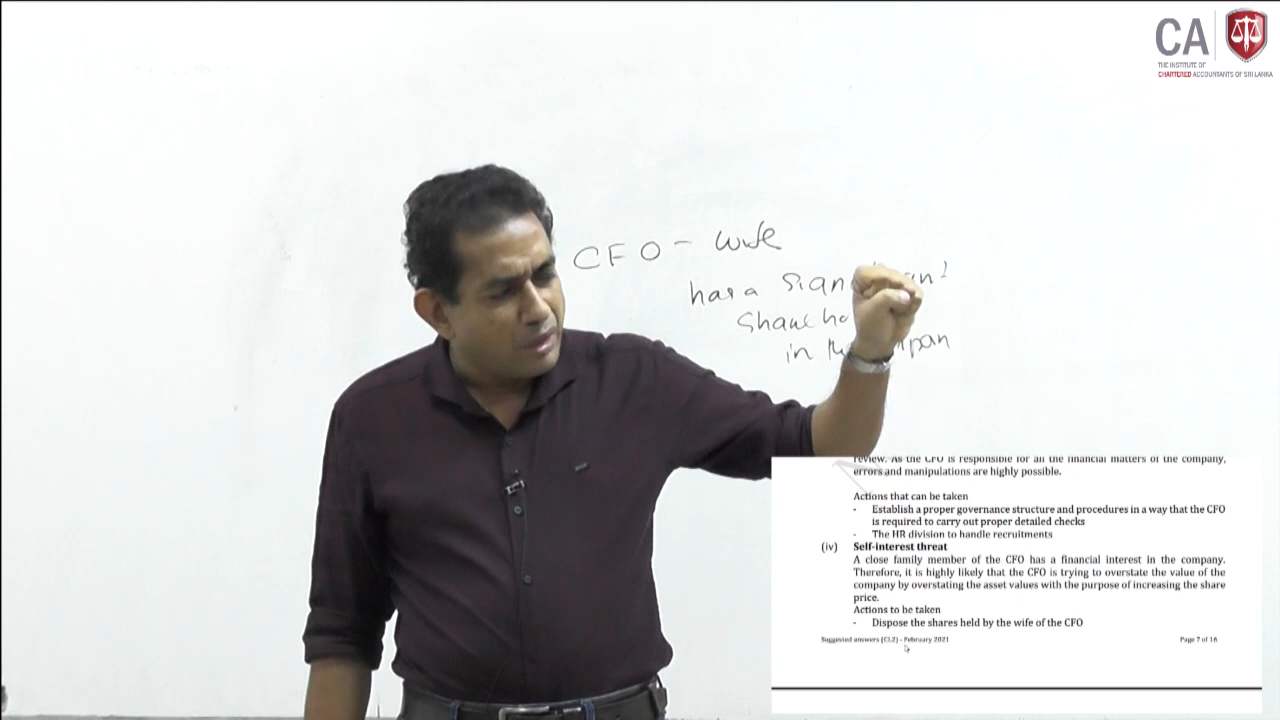 CA
THE INSTITUTE OF
CHARTERED ACCOUNTANTS OF SRI LANKA
CFO - wife
has a
in the
review. As the CFO is responsible for all the financial matters of the company,
errors and manipulations are highly possible.
Actions that can be taken
- Establish a proper governance structure and procedures in a way that the CFO
is required to carry out proper detailed checks
- The HR division to handle recruitments
(iv) Self-interest threat
A close family member of the CFO has a financial interest in the company.
Therefore, it is highly likely that the CFO is trying to overstate the value of the
company by overstating the asset values with the purpose of increasing the share
price.
Actions to be taken
- Dispose the shares held by the wife of the CFO
Suggested answers (CL2) - February 2021
Page 7 of 16